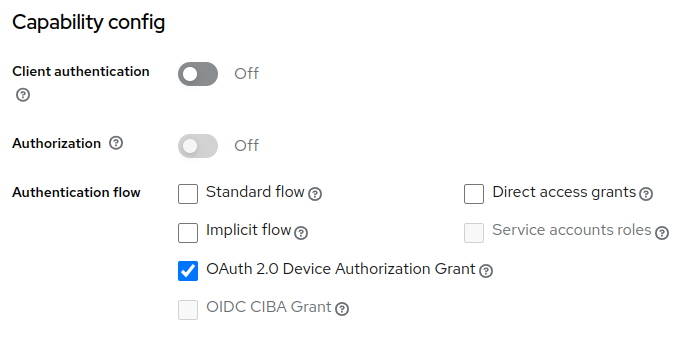 Capability config
Client authentication
Off
Authorization
Off
Authentication flow
Standard flow
Direct access grants
Implicit flow
Service accounts roles
OAuth 2.0 Device Authorization Grant
OIDC CIBA Grant